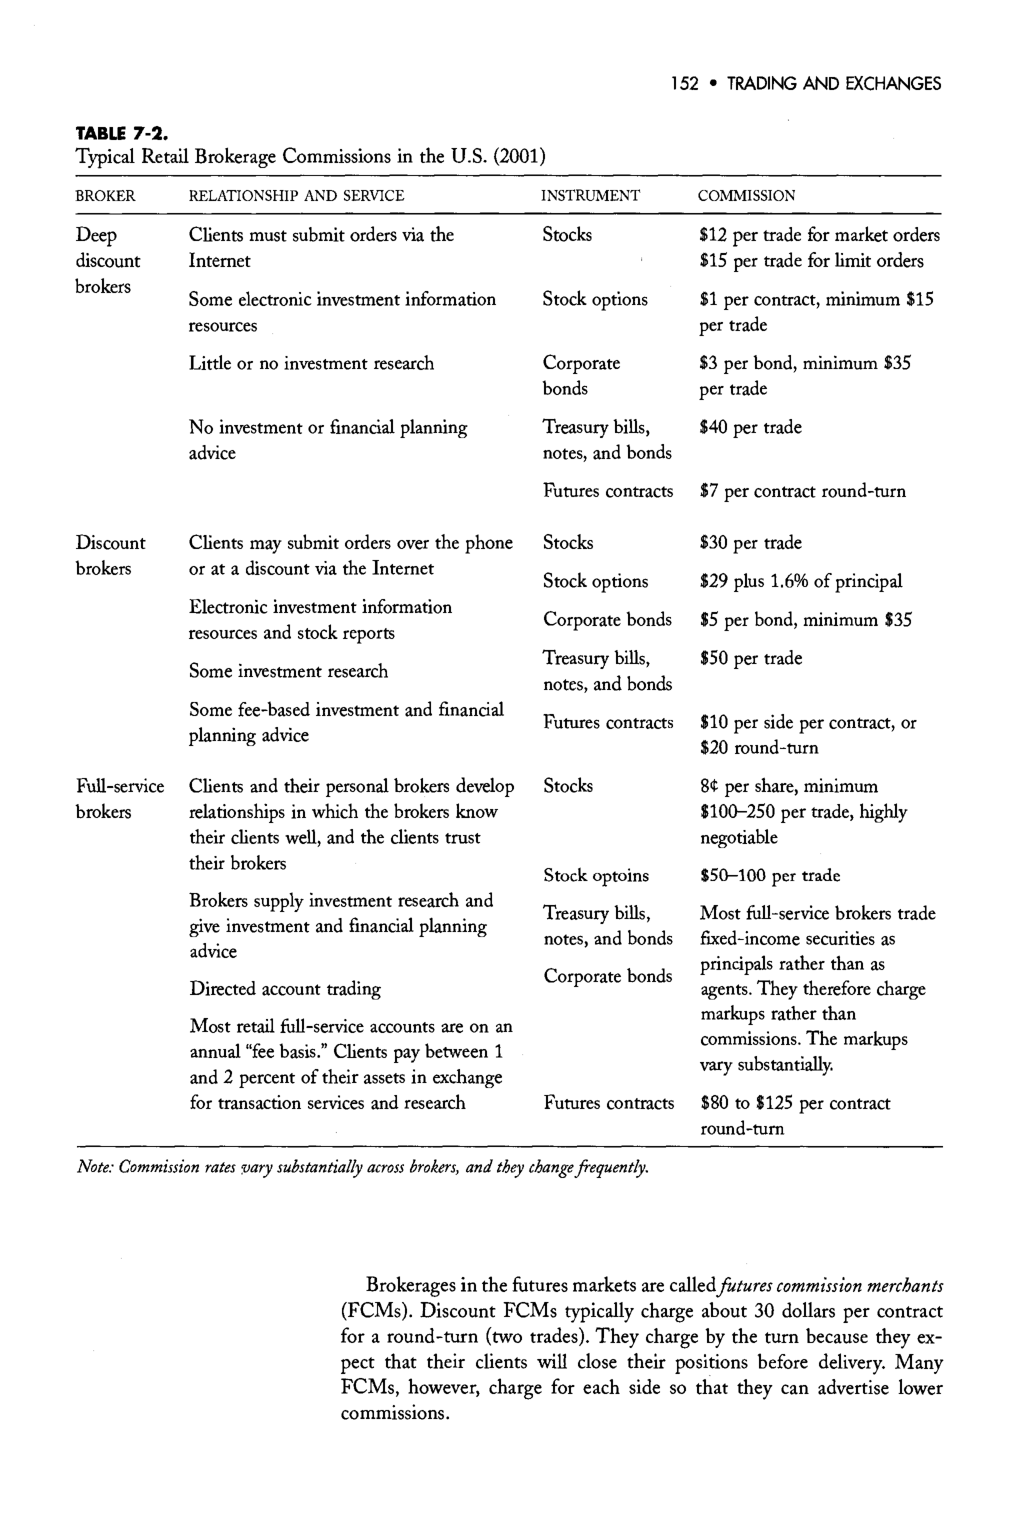 152 • TRADING AND EXCHANGES
TABLE 7-2.
Typical Retail Brokerage Commissions in the U.S. (2001)
BROKER RELATIONSHIP AND SERVICE INSTRUMENT COMMISSION
Deep Clients must submit orders via the Stocks $12 per trade for market orders
discount Internet $15 per trade for limit orders
brokers
Some electronic investment information Stock options $1 per contract, minimum $15
resources per trade
Little or no investment research Corporate $3 per bond, minimum $35
bonds per trade
No investment or financial planning Treasury bills, $40 per trade
advice notes, and bonds
Futures contracts $7 per contract round-turn
Discount Clients may submit orders over the phone Stocks $30 per trade
brokers or at a discount via the Internet
Stock options $29 plus 1.6% of principal
Electronic investment information
resources and stock reports
Corporate bonds $5 per bond, minimum $35
Some investment research
Treasury bills, $50 per trade
notes, and bonds
Some fee-based investment and financial
planning advice
Futures contracts $10 per side per contract, or
$20 round-turn
Full-service Clients and their personal brokers develop Stocks 8¢ per share, minimum
brokers relationships in which the brokers know $100–250 per trade, highly
their clients well, and the clients trust negotiable
their brokers
Stock optoins $50–100 per trade
Brokers supply investment research and
give investment and financial planning
advice
Treasury bills, Most full-service brokers trade
notes, and bonds fixed-income securities as
principals rather than as
Corporate bonds agents. They therefore charge
markups rather than
commissions. The markups
vary substantially.
Directed account trading
Most retail full-service accounts are on an
annual “fee basis.” Clients pay between 1
and 2 percent of their assets in exchange
for transaction services and research Futures contracts $80 to $125 per contract
round-turn
Note: Commission rates vary substantially across brokers, and they change frequently.
Brokerages in the futures markets are called futures commission merchants
(FCMs). Discount FCMs typically charge about 30 dollars per contract
for a round-turn (two trades). They charge by the turn because they ex-
pect that their clients will close their positions before delivery. Many
FCMs, however, charge for each side so that they can advertise lower
commissions.